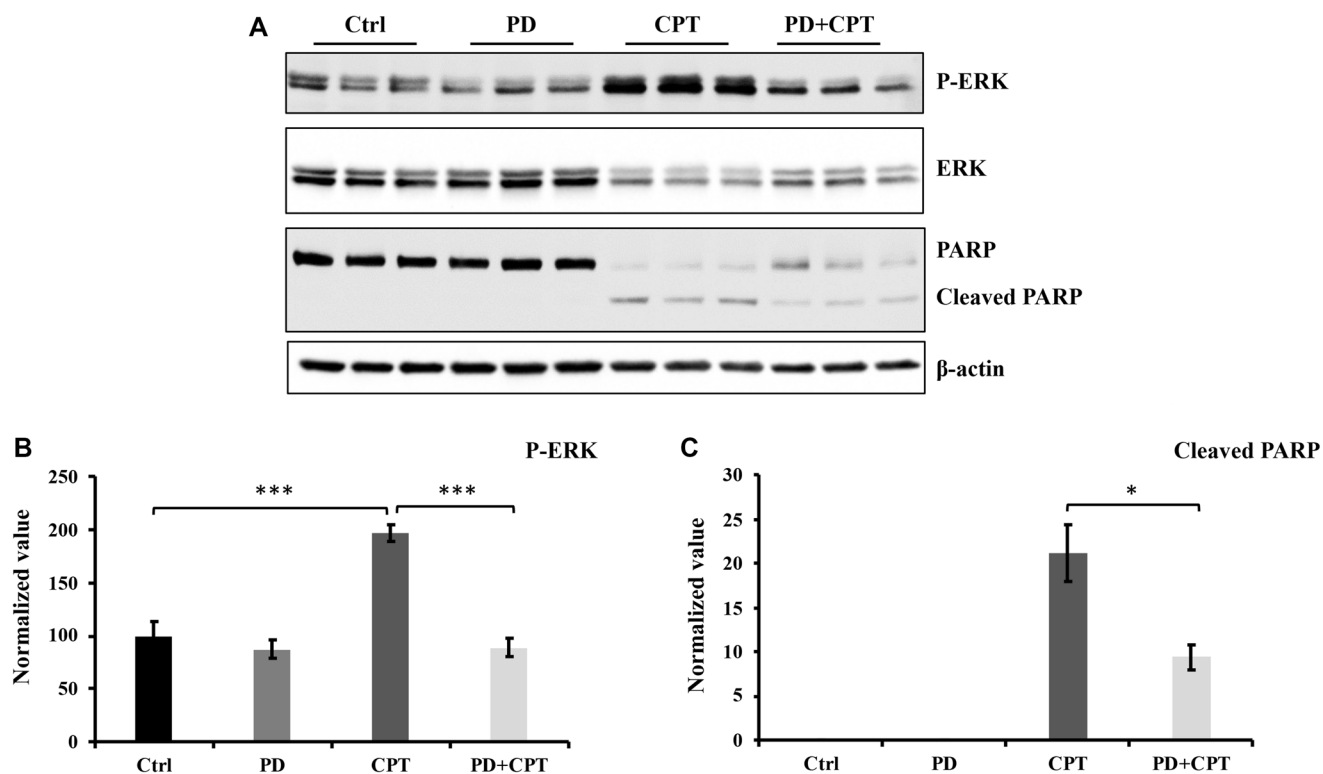 A
Ctrl PD CPT PD+CPT
P-ERK
ERK
PARP
Cleaved PARP
β-actin
B
P-ERK
Normalized value
250
200
150
100
50
0
*** ***
Ctrl PD CPT PD+CPT
C
Cleaved PARP
Normalized value
30
25
20
15
10
5
0
*
Ctrl PD CPT PD+CPT